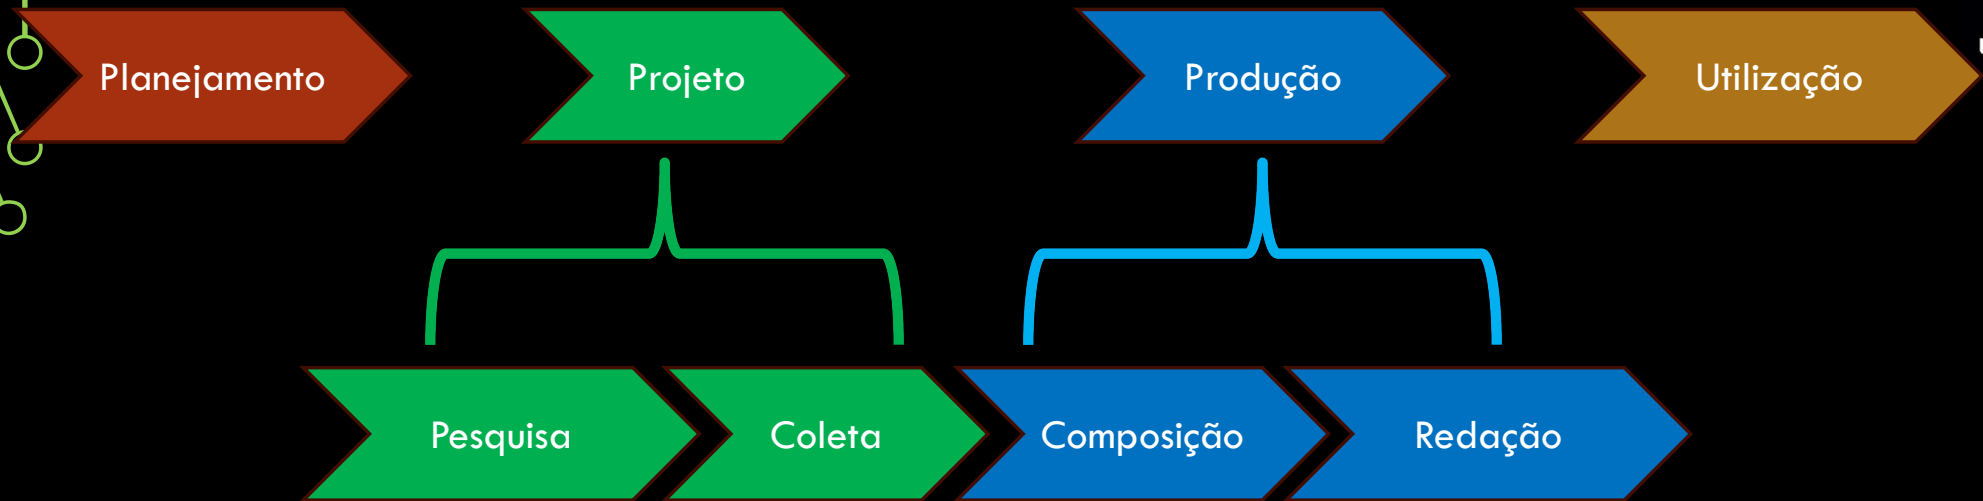 Planejamento
Projeto
Produção
Utilização
Pesquisa
Coleta
Composição
Redação